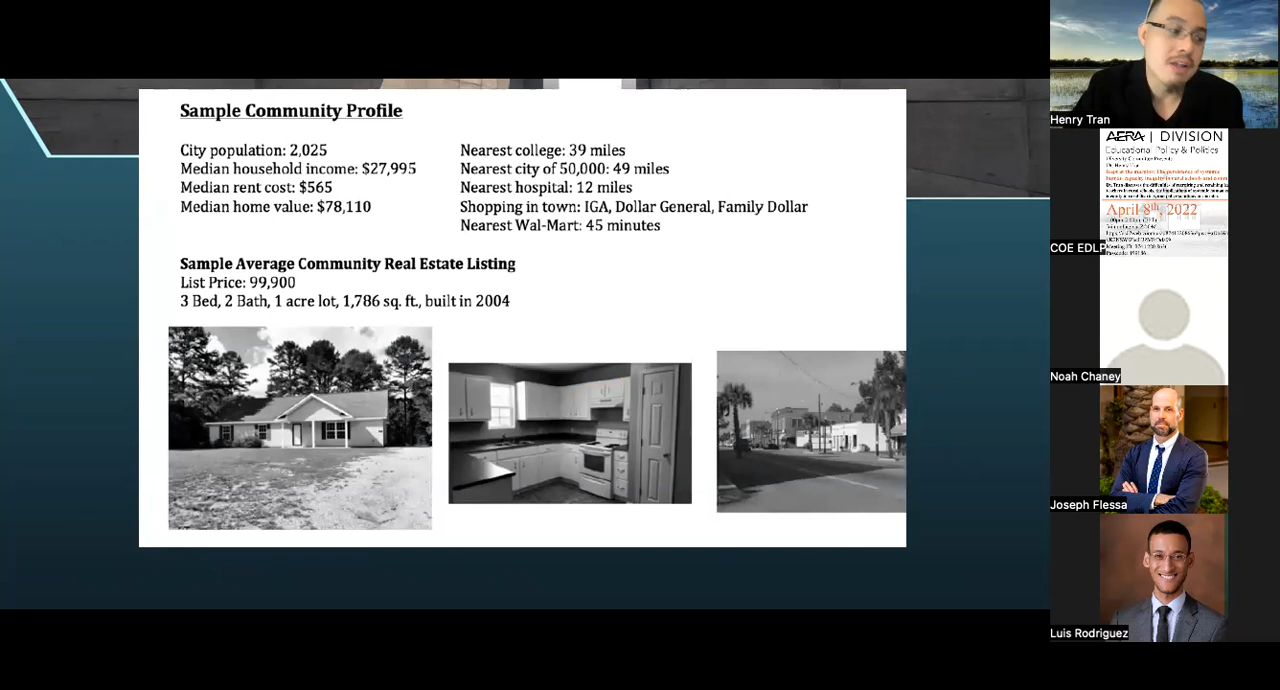 Sample Community Profile
City population: 2,025
Median household income: $27,995
Median rent cost: $565
Median home value: $78,110
Nearest college: 39 miles
Nearest city of 50,000: 49 miles
Nearest hospital: 12 miles
Shopping in town: IGA, Dollar General, Family Dollar
Nearest Wal-Mart: 45 minutes
Sample Average Community Real Estate Listing
List Price: 99,900
3 Bed, 2 Bath, 1 acre lot, 1,786 sq. ft., built in 2004
Henry Tran
AERA | DIVISION
Educational Policy & Politics
April 8th, 2022
COE EDLP
Noah Chaney
Joseph Flessa
Luis Rodriguez